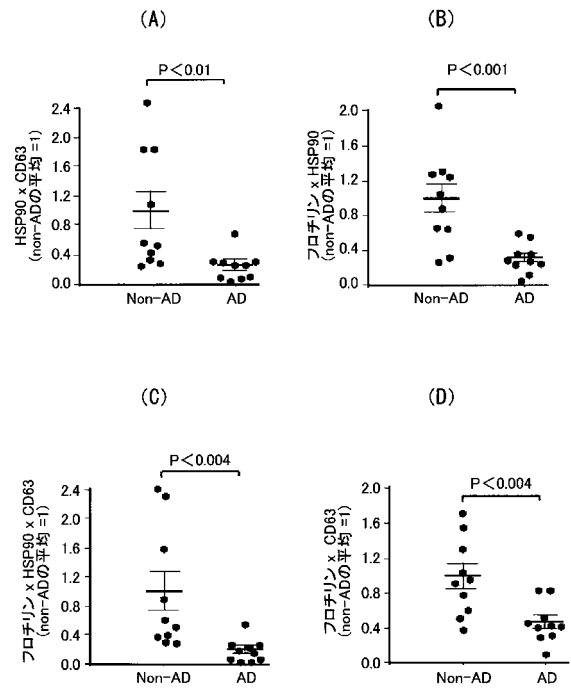 (A)
P<0.01
HSP90 x CD63
(non-ADの平均 =1)
2.4
2.0
1.6
1.2
0.8
0.4
0.0
Non-AD
AD
(B)
P<0.001
フロチリン x HSP90
(non-ADの平均 =1)
2.0
1.6
1.2
0.8
0.4
0.0
Non-AD
AD
(C)
P<0.004
フロチリン x HSP90 x CD63
(non-ADの平均 =1)
2.4
2.0
1.6
1.2
0.8
0.4
0.0
Non-AD
AD
(D)
P<0.004
フロチリン x CD63
(non-ADの平均 =1)
2.0
1.6
1.2
0.8
0.4
0.0
Non-AD
AD